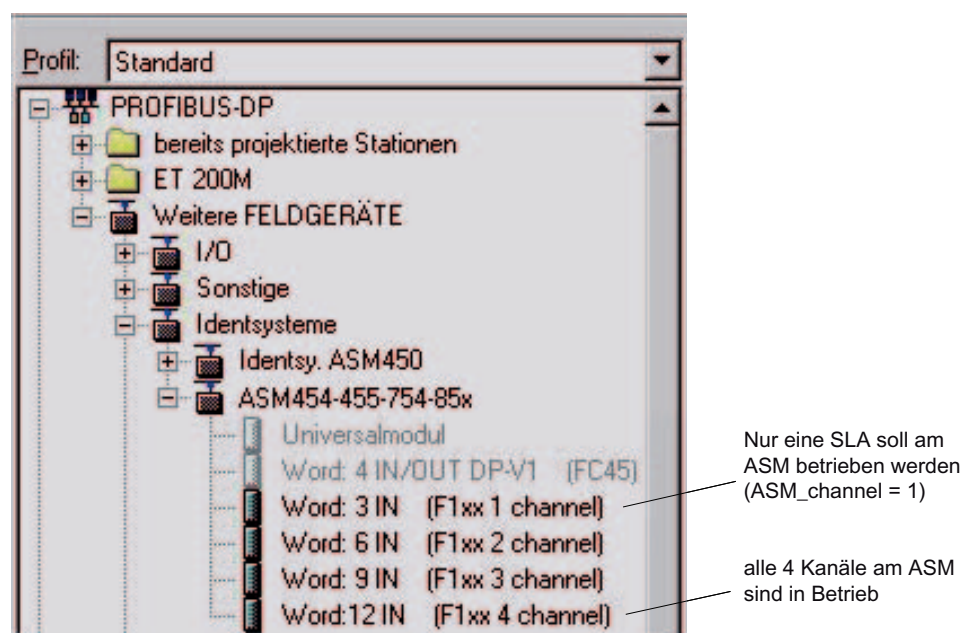 Profil: Standard
PROFIBUS-DP
bereits projektierte Stationen
ET 200M
Weitere FELDGERÄTE
I/O
Sonstige
Identsysteme
Identsy. ASM450
ASM454-455-754-85x
Universalmodul
Word: 4 IN/OUT DP-V1 (FC45)
Word: 3 IN (F1xx 1 channel)
Word: 6 IN (F1xx 2 channel)
Word: 9 IN (F1xx 3 channel)
Word:12 IN (F1xx 4 channel)
Nur eine SLA soll am
ASM betrieben werden
(ASM_channel = 1)
alle 4 Kanäle am ASM
sind in Betrieb